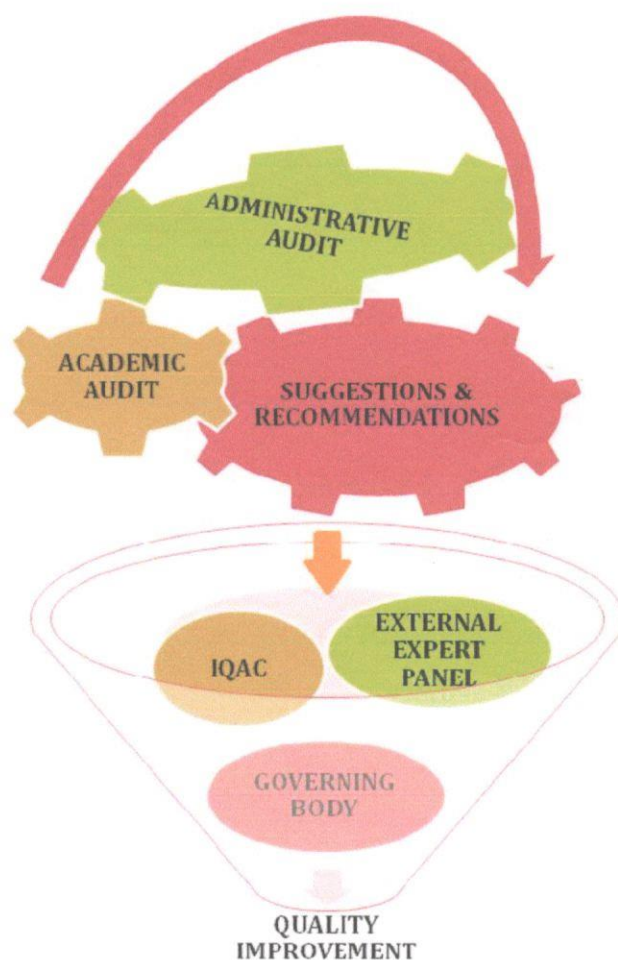 ADMINISTRATIVE
AUDIT
ACADEMIC
AUDIT
SUGGESTIONS &
RECOMMENDATIONS
IQAC
EXTERNAL
EXPERT
PANEL
GOVERNING
BODY
QUALITY
IMPROVEMENT